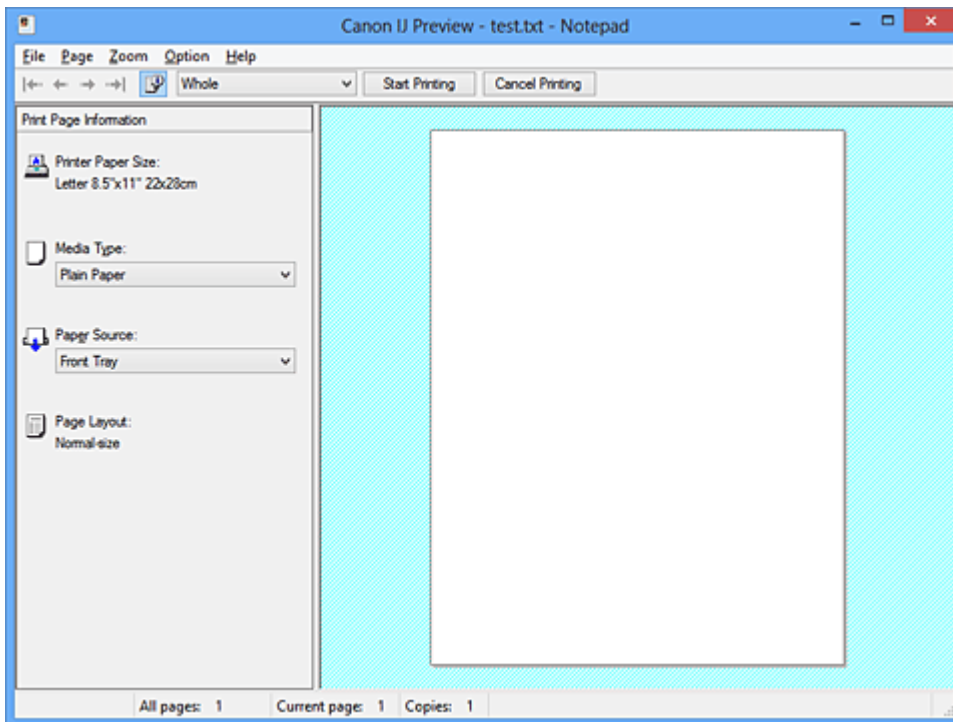 Canon IJ Preview - test.txt - Notepad
File Page Zoom Option Help
Whole Start Printing Cancel Printing
Print Page Information
Printer Paper Size:
Letter 8.5"x11" 22x28cm
Media Type:
Plain Paper
Paper Source:
Front Tray
Page Layout:
Normal-size
All pages: 1 Current page: 1 Copies: 1